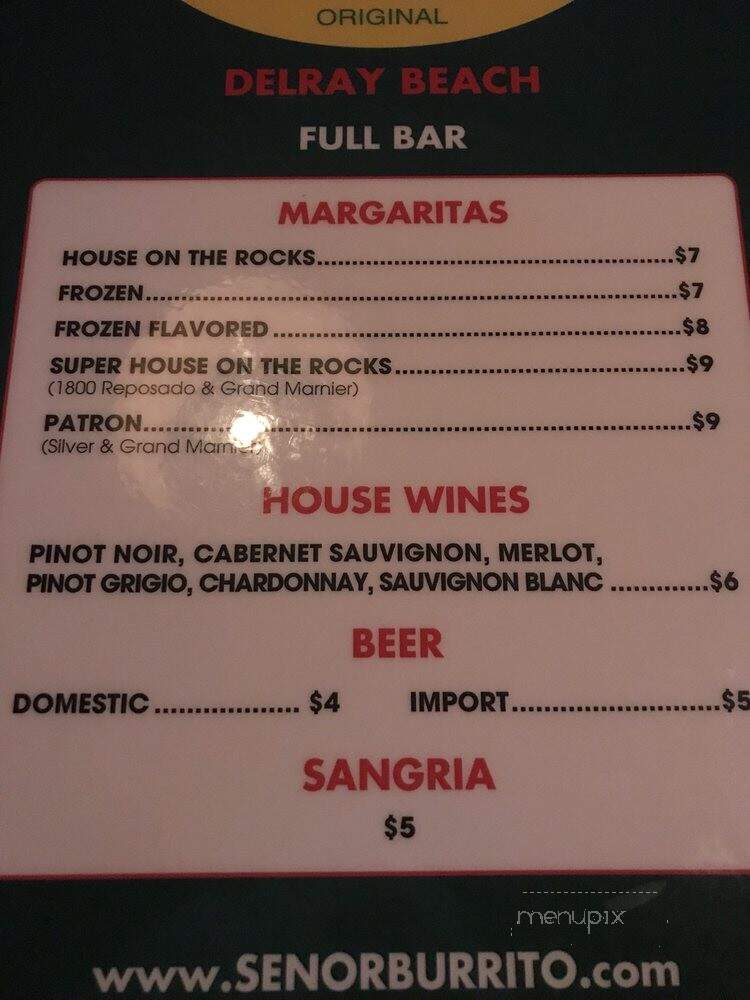 ORIGINAL
DELRAY BEACH
FULL BAR
MARGARITAS
HOUSE ON THE ROCKS....................................................$7
FROZEN..............................................................................$7
FROZEN FLAVORED............................................................$8
SUPER HOUSE ON THE ROCKS..........................................$9
(1800 Reposado & Grand Marnier)
PATRON..............................................................................$9
(Silver & Grand Marnier)
HOUSE WINES
PINOT NOIR, CABERNET SAUVIGNON, MERLOT,
PINOT GRIGIO, CHARDONNAY, SAUVIGNON BLANC ............$6
BEER
DOMESTIC .................. $4 IMPORT..........................$5
SANGRIA
$5
menupix
www.SENORBURRITO.com